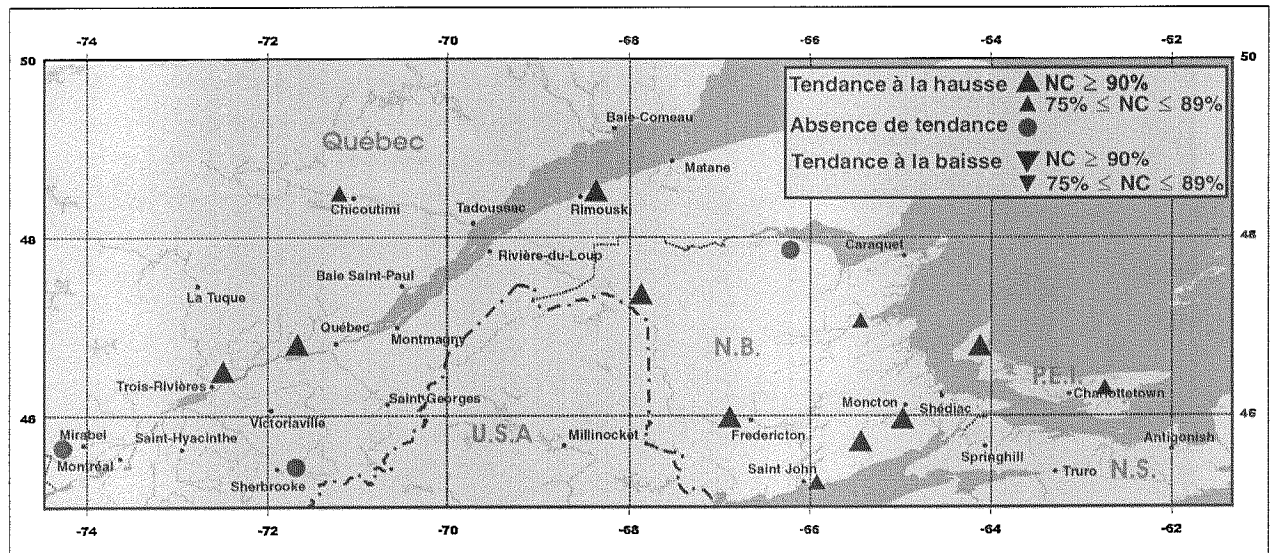 -74 -72 -70 -68 -66 -64 -62
50 50
Tendance à la hausse ▲ NC ≥ 90%
▲ 75% ≤ NC ≤ 89%
Absence de tendance ●
Tendance à la baisse ▼ NC ≥ 90%
▼ 75% ≤ NC ≤ 89%
Baie-Comeau
Québec
Matane
Chicoutimi
Tadoussac
Rimouski
48 48
Caraquet
Rivière-du-Loup
Baie Saint-Paul
La Tuque
Québec
Montmagny
N.B.
P.E.I.
Trois-Rivières
Saint Georges
Charlottetown
Moncton
Shédiac
46 46
Victoriaville
U.S.A
Mirabel
Saint-Hyacinthe
Millinocket
Fredericton
Antigonish
Montréal
Springhill
Saint John
Truro
N.S.
Sherbrooke
-74 -72 -70 -68 -66 -64 -62